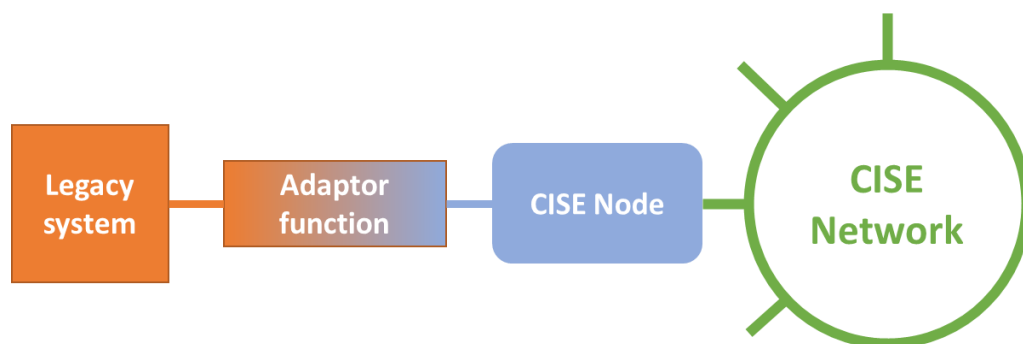 Legacy
system
Adaptor
function
CISE Node
CISE
Network